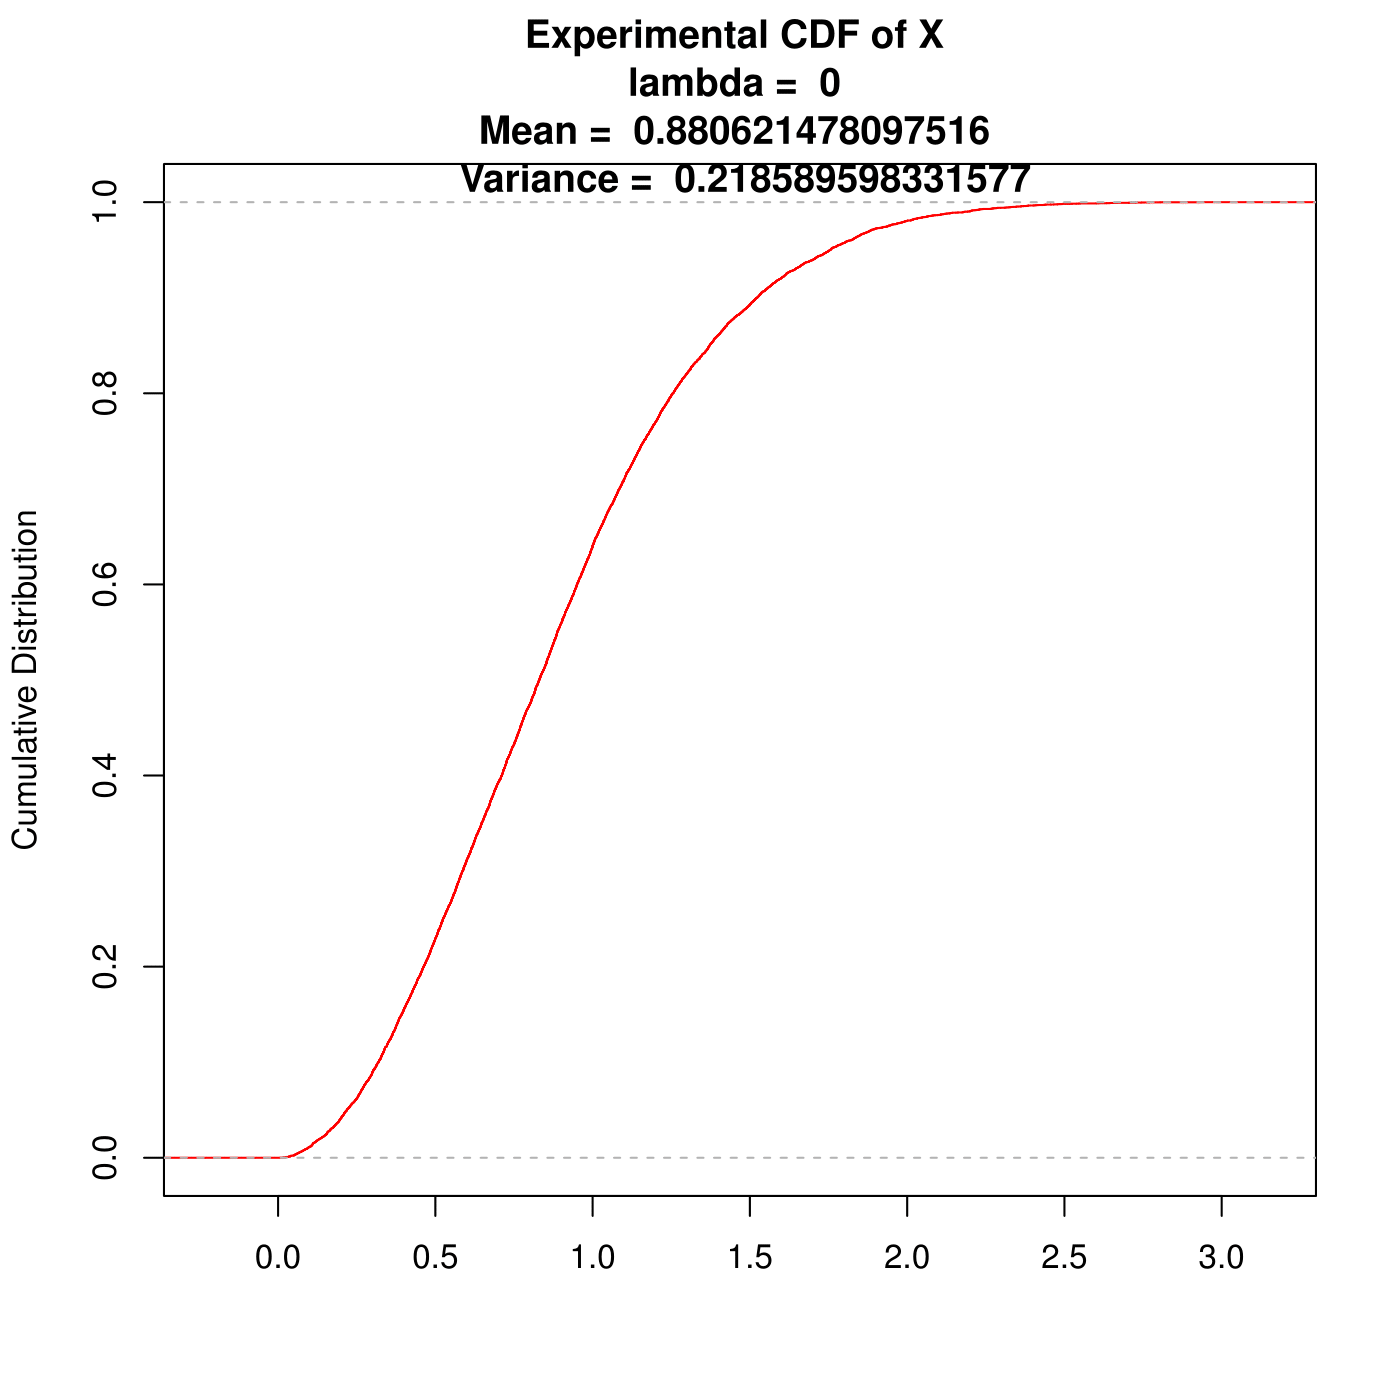 Experimental CDF of X
lambda = 0
Mean = 0.880621478097516
Variance = 0.218589598331577
Cumulative Distribution
1.0
0.8
0.6
0.4
0.2
0.0
0.0 0.5 1.0 1.5 2.0 2.5 3.0